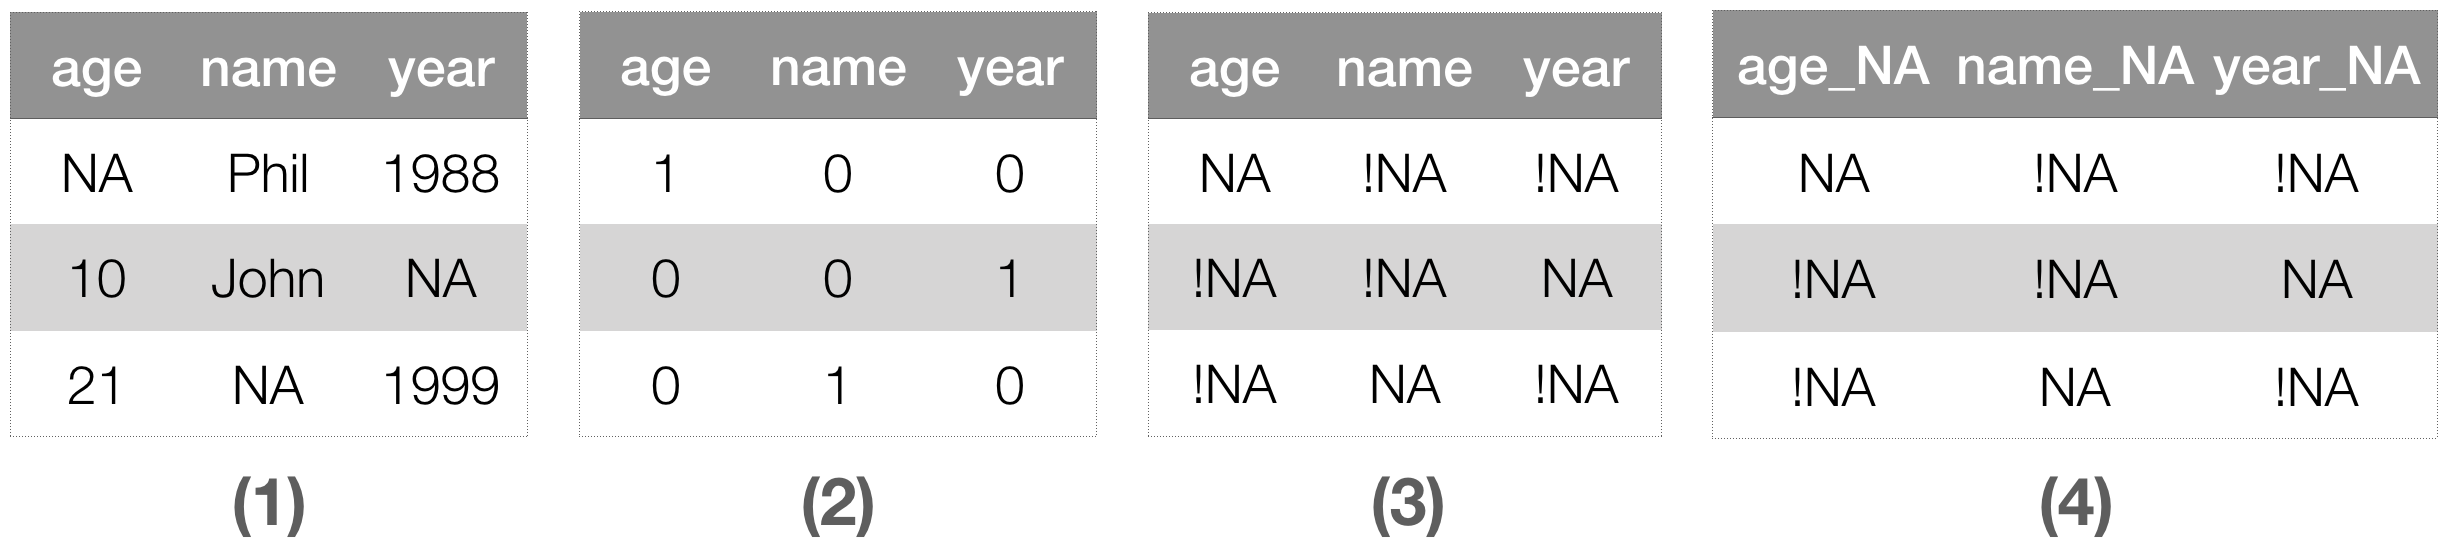 age name year age name year age name year age_NA name_NA year_NA
NA Phil 1988 1 0 0 NA !NA !NA NA !NA !NA
10 John NA 0 0 1 !NA !NA NA !NA !NA NA
21 NA 1999 0 1 0 !NA NA !NA !NA NA !NA
(1) (2) (3) (4)